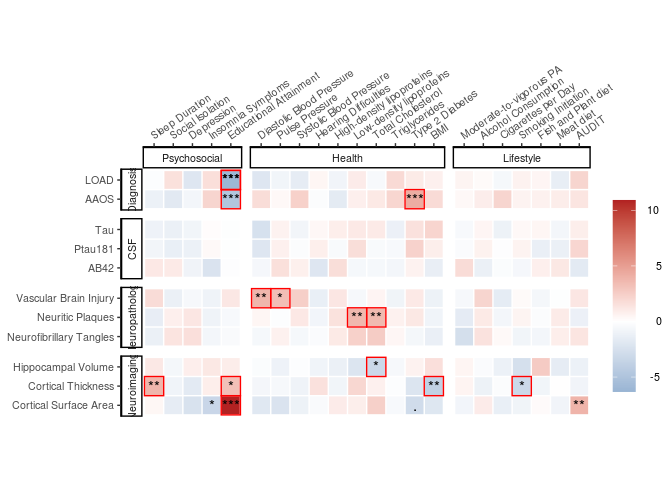 Sleep Duration
Social Isolation
Depression
Insomnia Symptoms
Educational Attainment
Diastolic Blood Pressure
Pulse Pressure
Systolic Blood Pressure
Hearing Difficulties
High-density lipoproteins
Low-density lipoproteins
Total Cholesterol
Triglycerides
Type 2 Diabetes
BMI
Moderate-to-vigorous PA
Alcohol Consumption
Cigarettes per Day
Smoking Initiation
Fish and Plant diet
Meat diet
AUDIT
Psychosocial
Health
Lifestyle
Diagnosis
LOAD ***
AAOS *** ***
CSF
Tau
Ptau181
AB42
europatholog
Vascular Brain Injury ** *
Neuritic Plaques ** **
Neurofibrillary Tangles
Neuroimaging
Hippocampal Volume *
Cortical Thickness ** * ** *
Cortical Surface Area * *** . **
10
5
0
-5